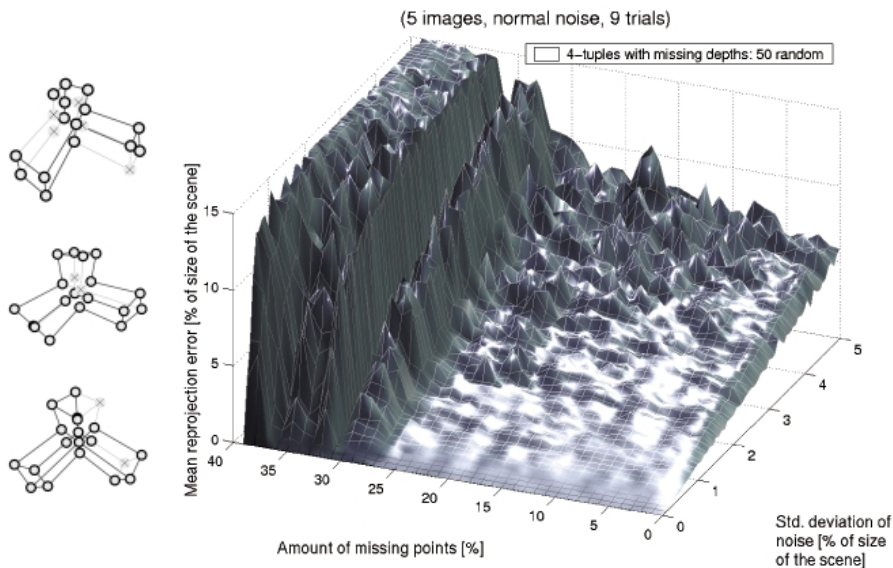 (5 images, normal noise, 9 trials)
4-tuples with missing depths: 50 random
Mean reprojection error [% of size of the scene]
15
10
5
0
40
35
30
25
20
15
10
5
0
Amount of missing points [%]
0
1
2
3
4
5
Std. deviation of
noise [% of size
of the scene]